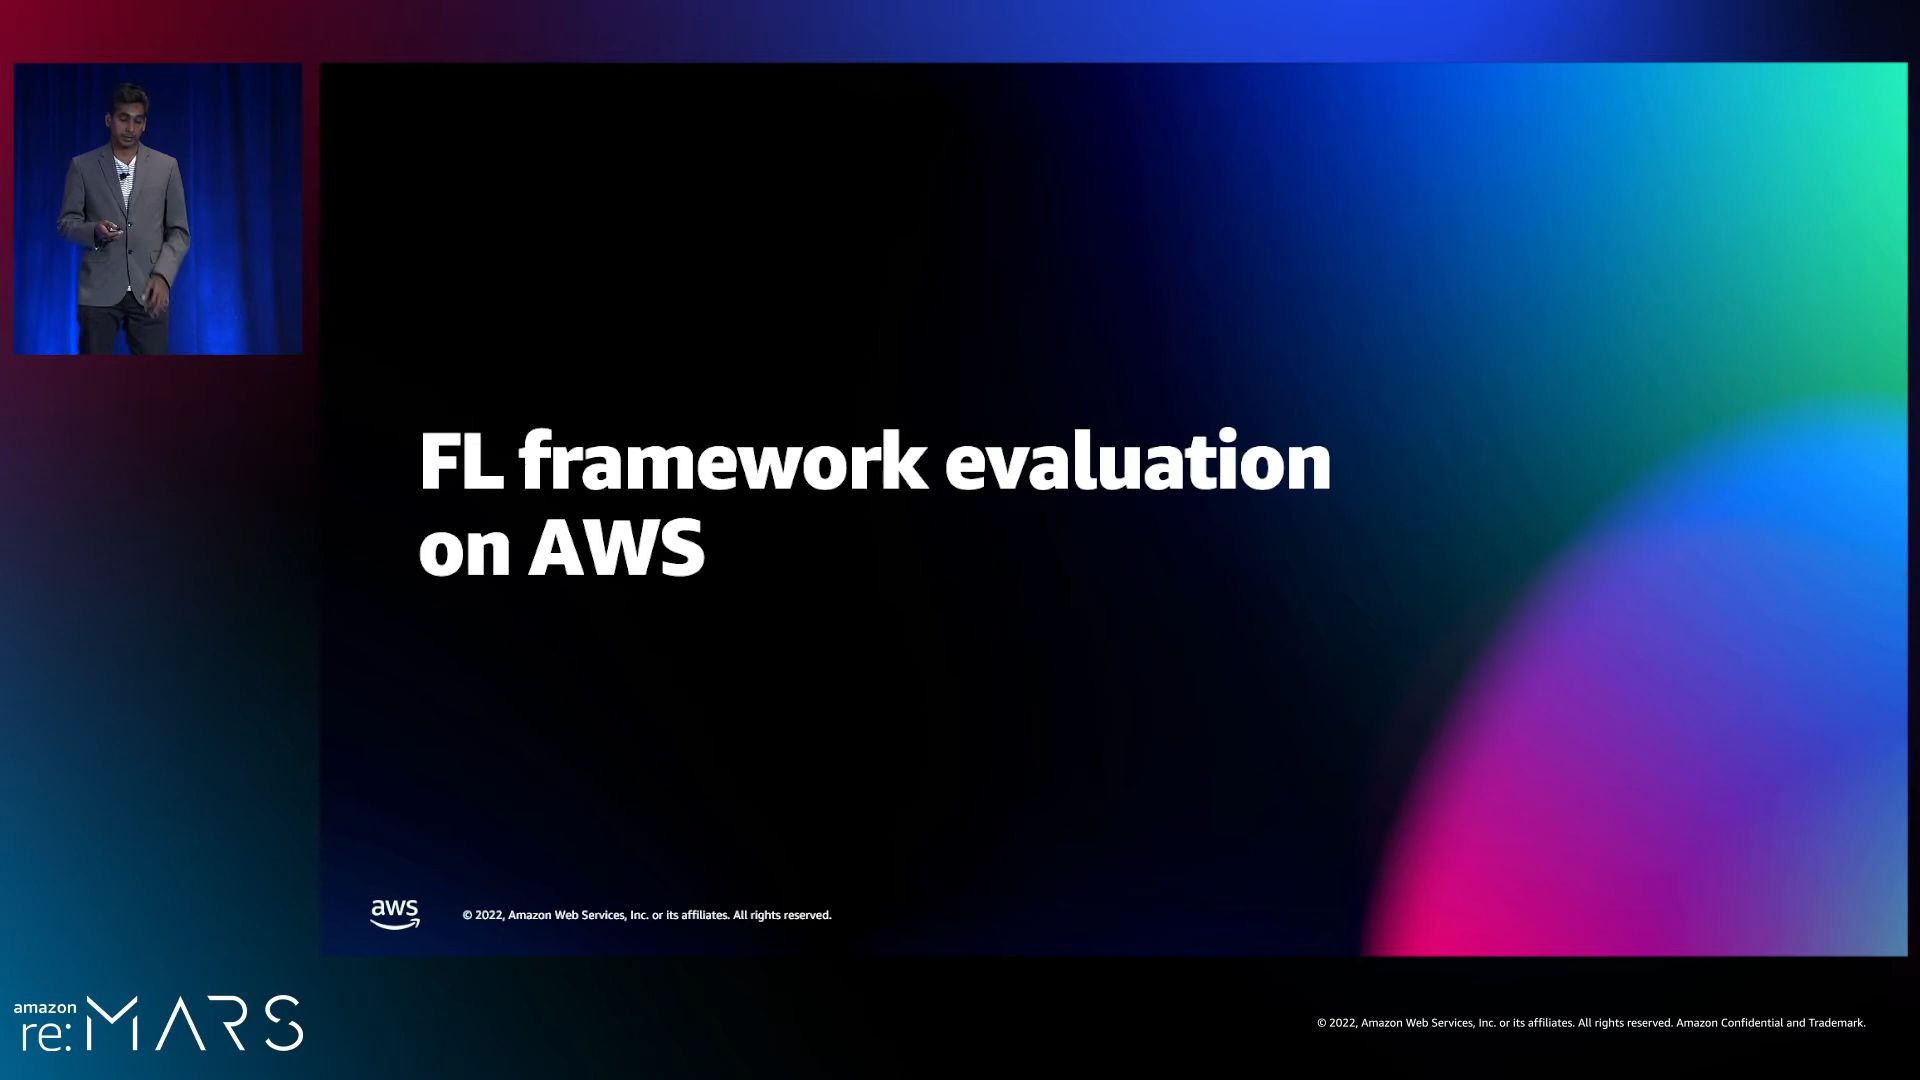 FL framework evaluation
on AWS
aws
© 2022, Amazon Web Services, Inc. or its affiliates. All rights reserved.
amazon
re:MARS
© 2022, Amazon Web Services, Inc. or its affiliates. All rights reserved. Amazon Confidential and Trademark.